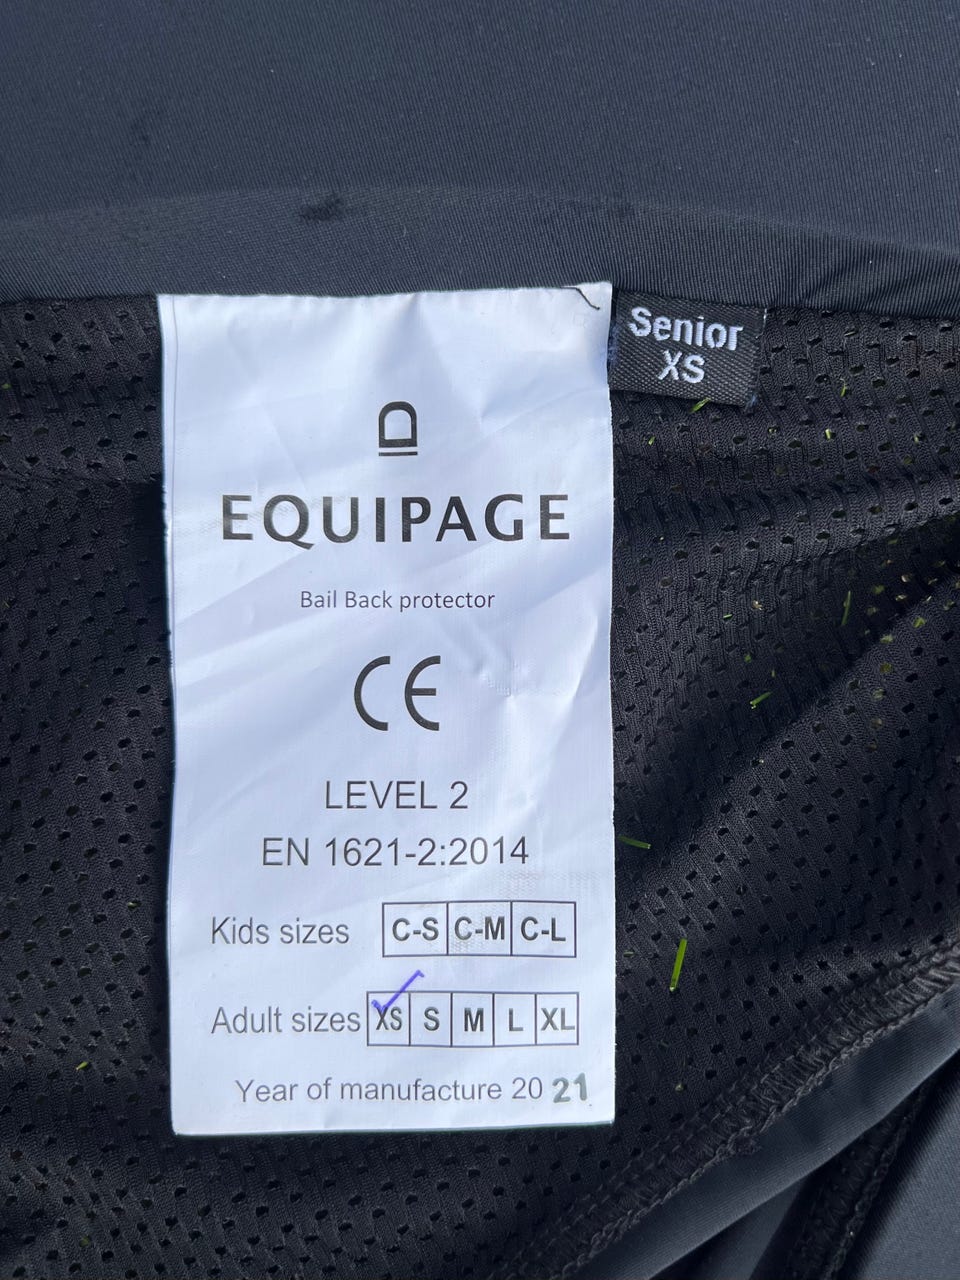 Senior
XS
EQUIPAGE
Bail Back protector
CE
LEVEL 2
EN 1621-2:2014
Kids sizes C-S C-M C-L
Adult sizes XS S M L XL
Year of manufacture 20 21